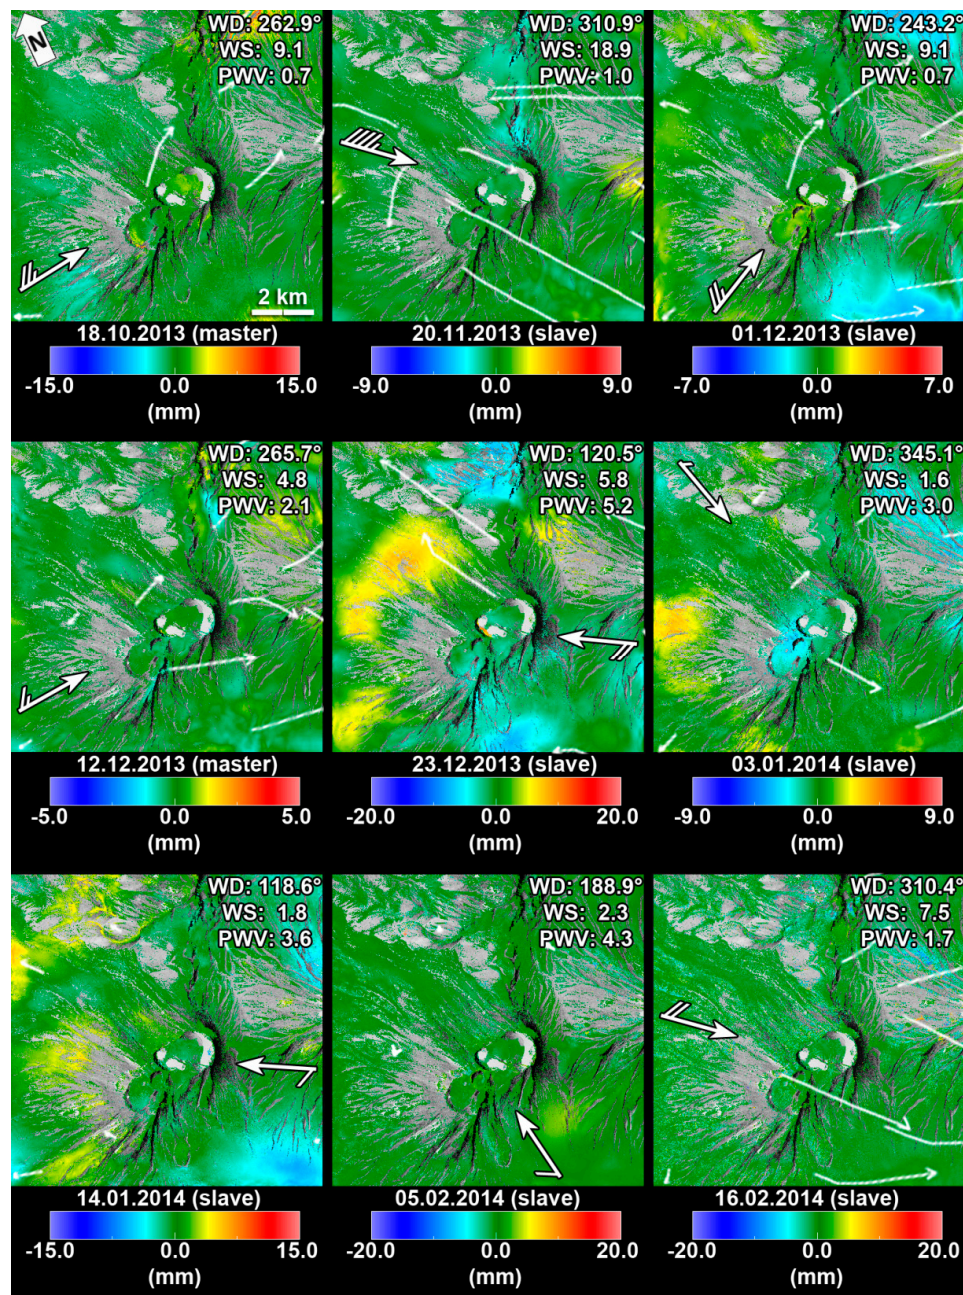 N
WD: 262.9°
WS: 9.1
PWV: 0.7
2 km
WD: 310.9°
WS: 18.9
PWV: 1.0
WD: 243.2°
WS: 9.1
PWV: 0.7
18.10.2013 (master)
-15.0 0.0 15.0
(mm)
20.11.2013 (slave)
-9.0 0.0 9.0
(mm)
01.12.2013 (slave)
-7.0 0.0 7.0
(mm)
WD: 265.7°
WS: 4.8
PWV: 2.1
WD: 120.5°
WS: 5.8
PWV: 5.2
WD: 345.1°
WS: 1.6
PWV: 3.0
12.12.2013 (master)
-5.0 0.0 5.0
(mm)
23.12.2013 (slave)
-20.0 0.0 20.0
(mm)
03.01.2014 (slave)
-9.0 0.0 9.0
(mm)
WD: 118.6°
WS: 1.8
PWV: 3.6
WD: 188.9°
WS: 2.3
PWV: 4.3
WD: 310.4°
WS: 7.5
PWV: 1.7
14.01.2014 (slave)
-15.0 0.0 15.0
(mm)
05.02.2014 (slave)
-20.0 0.0 20.0
(mm)
16.02.2014 (slave)
-20.0 0.0 20.0
(mm)